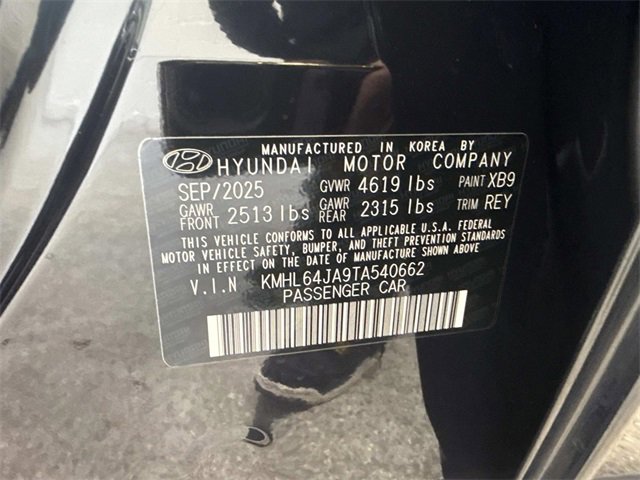 MANUFACTURED IN KOREA BY
HYUNDAI MOTOR COMPANY
SEP/2025 GVWR 4619 lbs PAINT XB9
GAWR FRONT 2513 lbs GAWR REAR 2315 lbs TRIM REY
THIS VEHICLE CONFORMS TO ALL APPLICABLE U.S.A. FEDERAL
MOTOR VEHICLE SAFETY, BUMPER, AND THEFT PREVENTION STANDARDS
IN EFFECT ON THE DATE OF MANUFACTURE SHOWN ABOVE
V.I.N KMHL64JA9TA540662
PASSENGER CAR